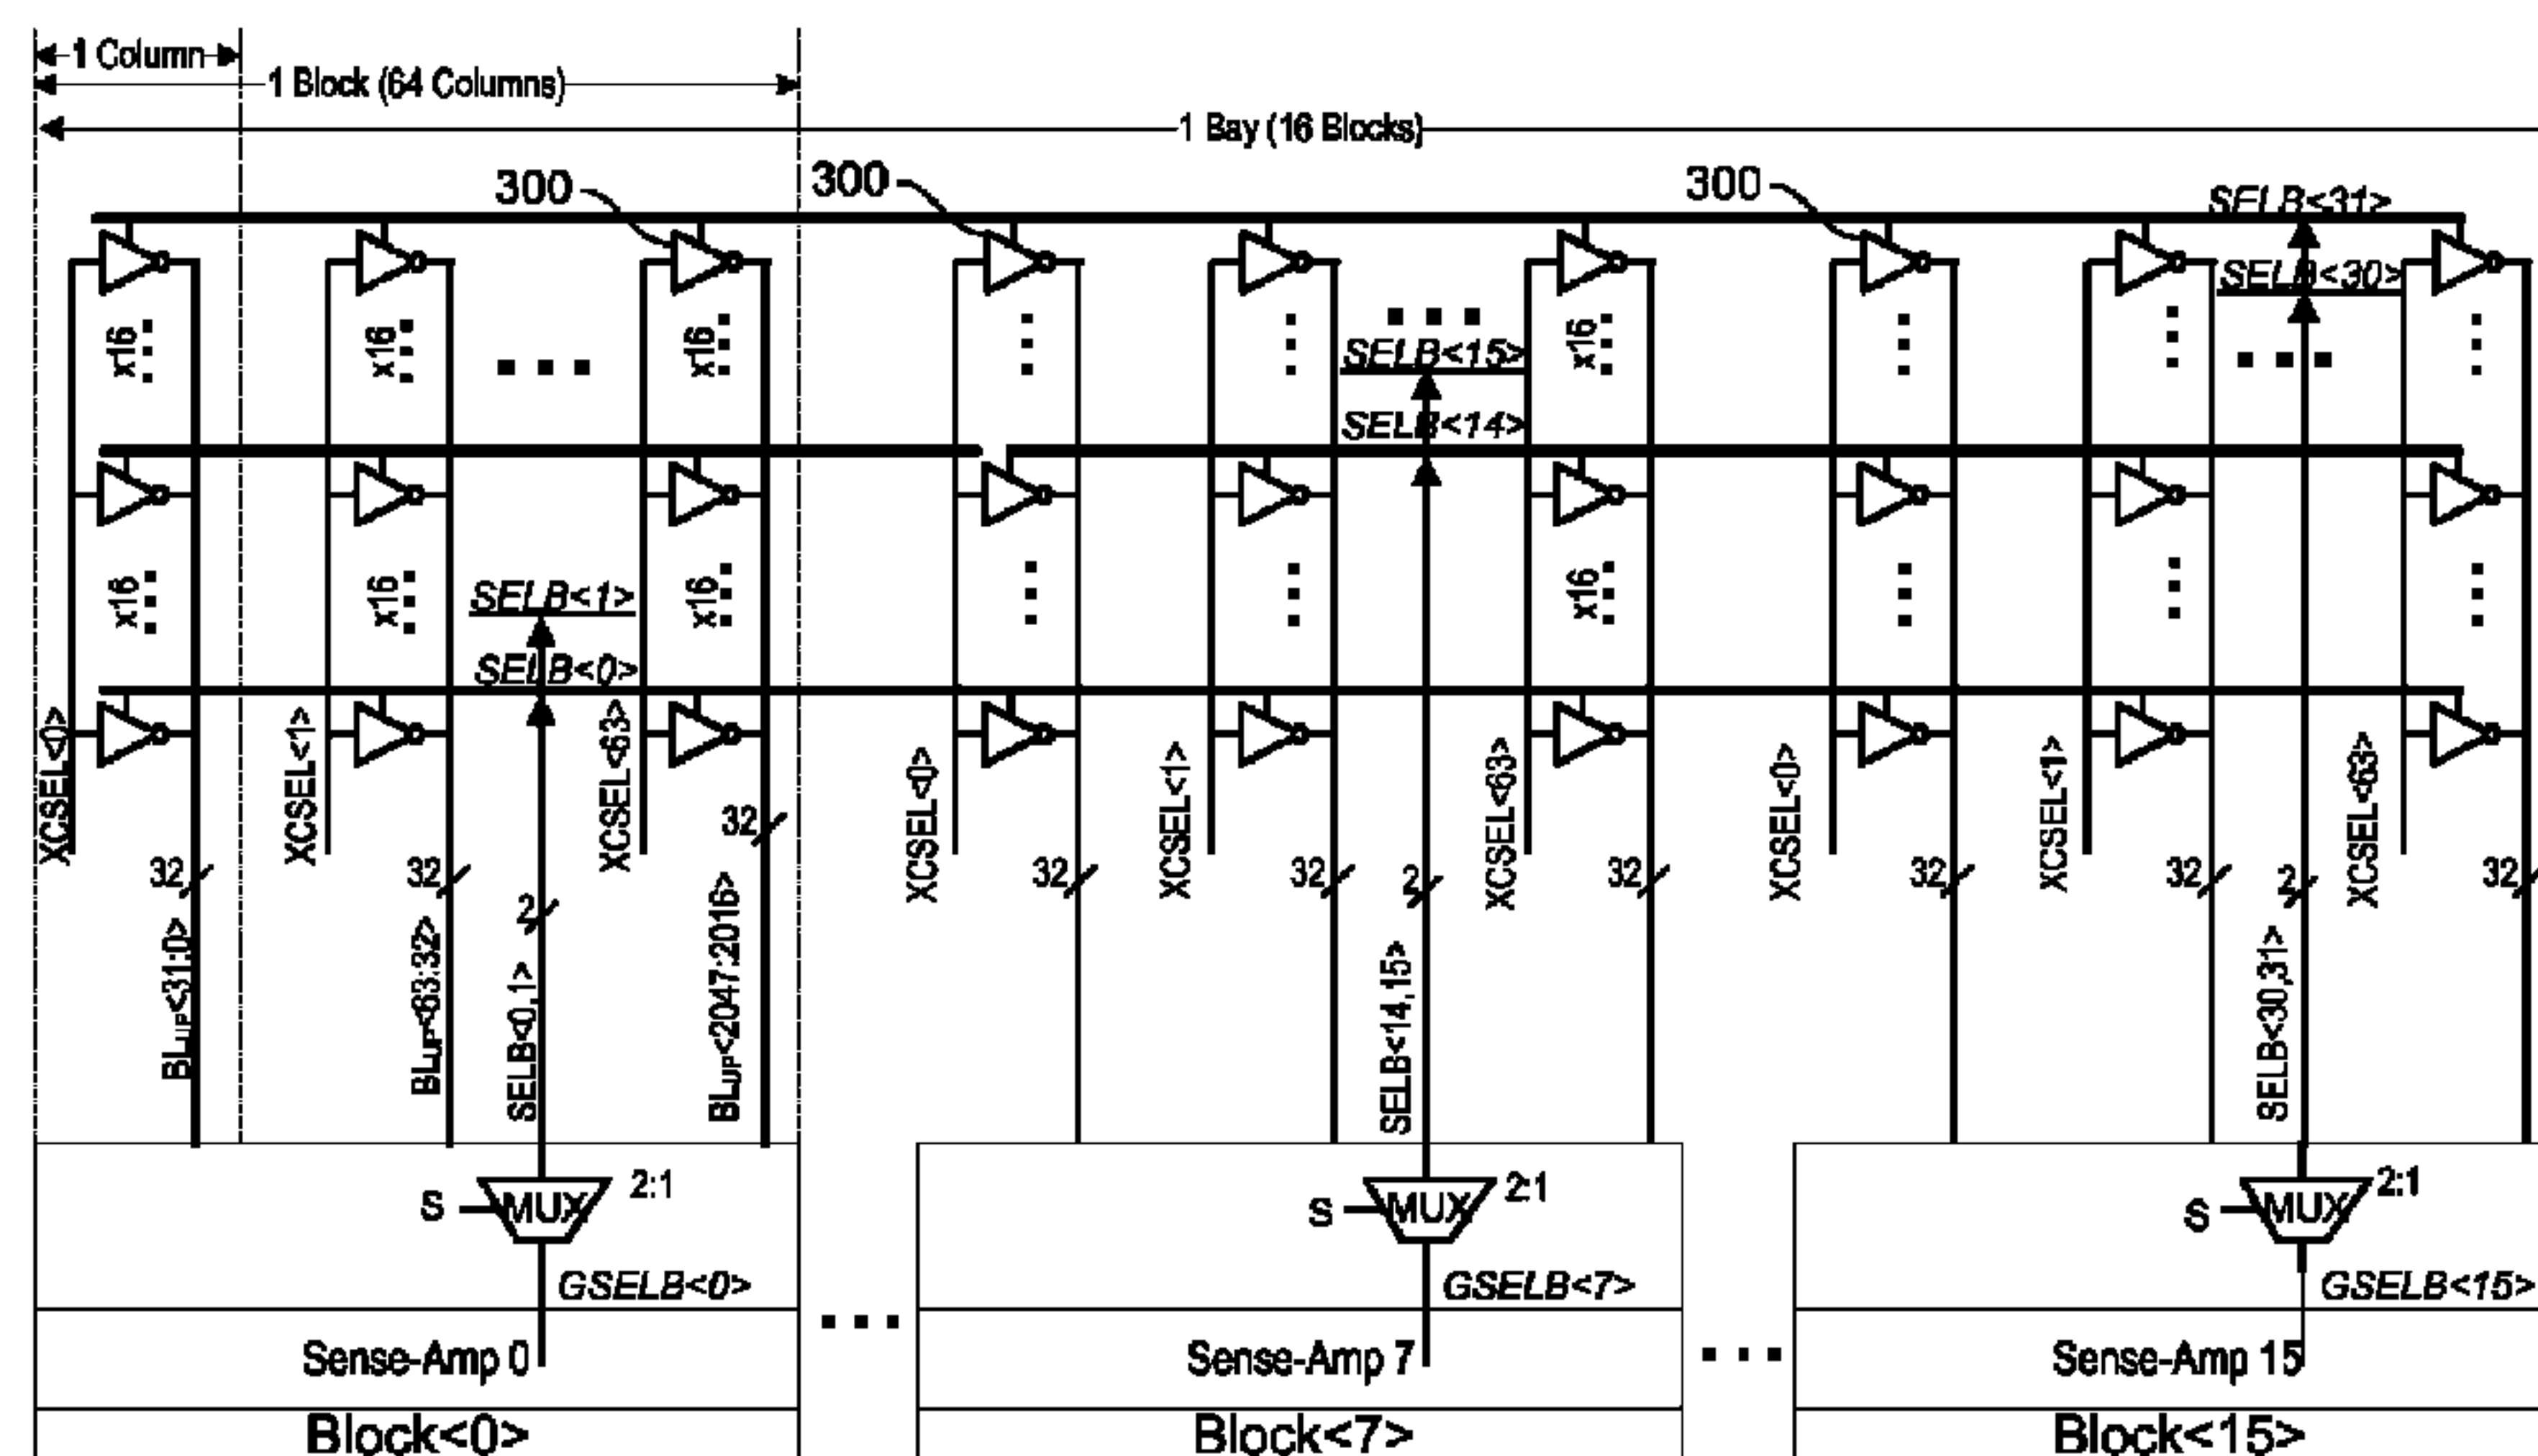 1 Column
1 Block (64 Columns)
1 Bay (16 Blocks)
300
300
300
SELB<31>
SELB<30>
x16
x16
x16
x16
SELB<15>
SELB<14>
x16
x16
x16
x16
SELB<1>
SELB<0>
XCSEL<0>
XCSEL<1>
XCSEL<63>
XCSEL<0>
XCSEL<1>
XCSEL<63>
XCSEL<0>
XCSEL<1>
XCSEL<63>
32
32
2
32
32
32
2
32
32
32
2
32
BLUP<31:0>
BLUP<63:32>
SELB<0,1>
BLUP<2047:2016>
SELB<14,15>
SELB<30,31>
S MUX 2:1
S MUX 2:1
S MUX 2:1
GSELB<0>
GSELB<7>
GSELB<15>
Sense-Amp 0
Sense-Amp 7
Sense-Amp 15
Block<0>
Block<7>
Block<15>